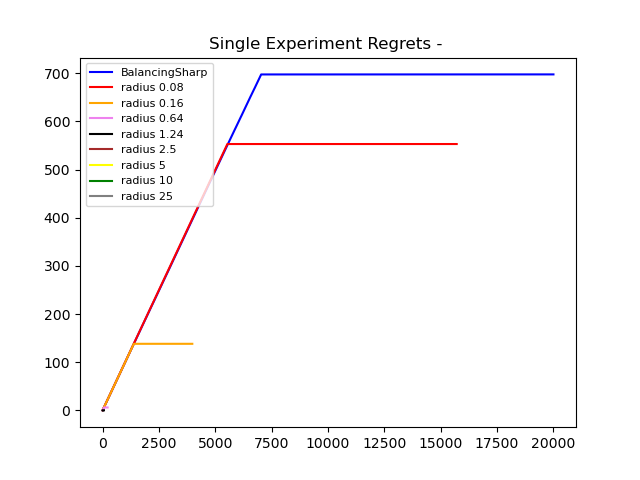 Single Experiment Regrets -
700
600
500
400
300
200
100
0
BalancingSharp
radius 0.08
radius 0.16
radius 0.64
radius 1.24
radius 2.5
radius 5
radius 10
radius 25
0 2500 5000 7500 10000 12500 15000 17500 20000